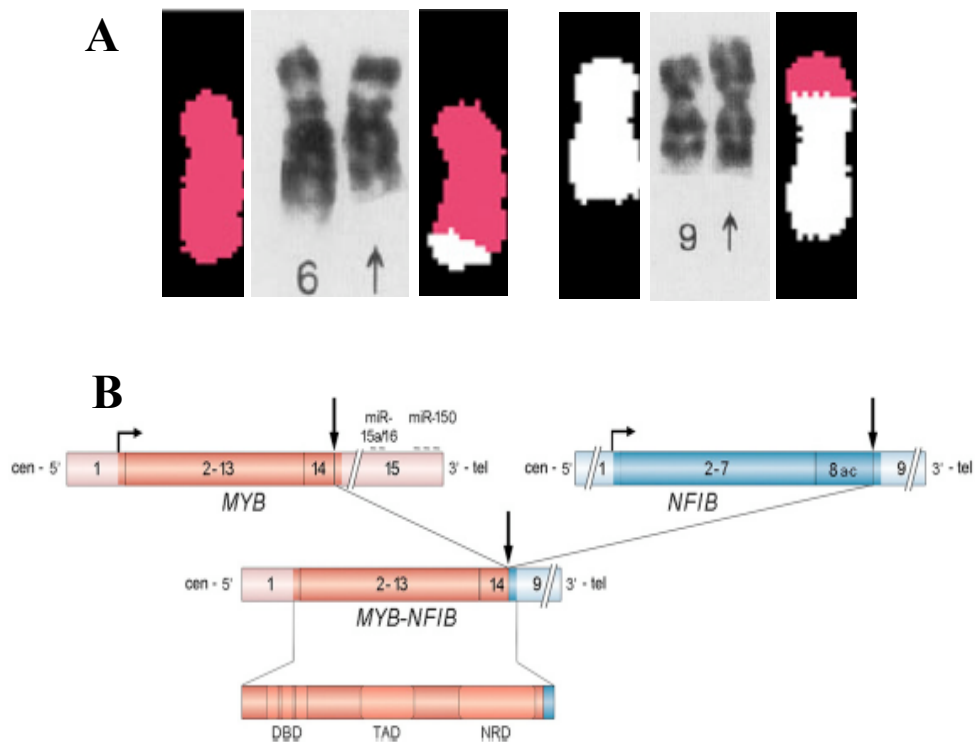 A
6
9
B
miR-15a/16
miR-150
cen - 5'
1
2-13
14
15
3' - tel
MYB
cen - 5'
1
2-7
8ac
9
3' - tel
NFIB
cen - 5'
1
2-13
14
9
3' - tel
MYB-NFIB
DBD
TAD
NRD